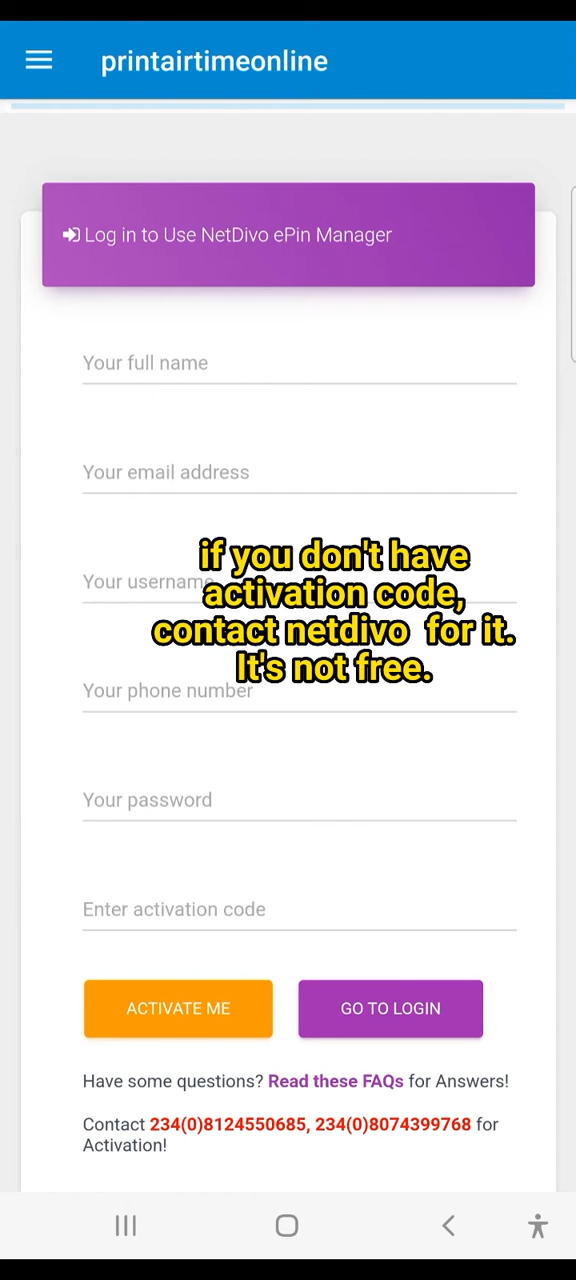 printairtimeonline
Log in to Use NetDivo ePin Manager
Your full name
Your email address
if you don't have
Your username
activation code,
contact netdivo for it.
It's not free.
Your phone number
Your password
Enter activation code
ACTIVATE ME
GO TO LOGIN
Have some questions? Read these FAQs for Answers!
Contact 234(0)8124550685, 234(0)8074399768 for
Activation!